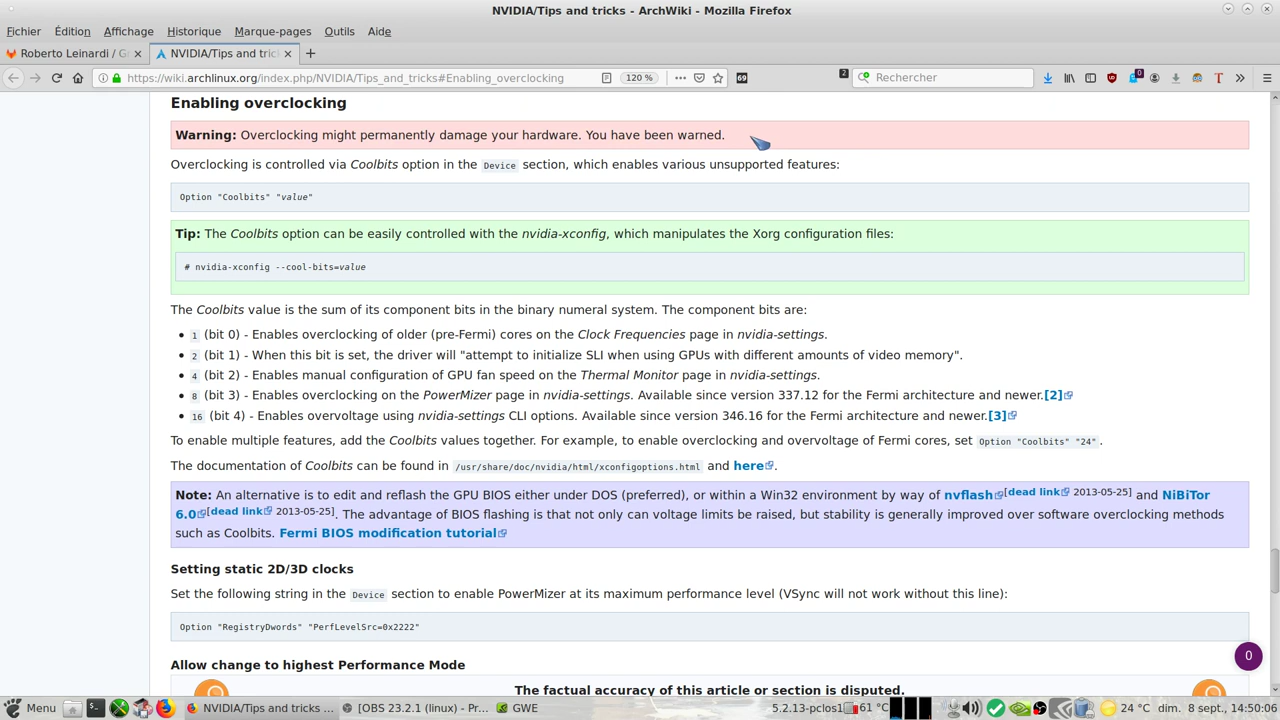 NVIDIA/Tips and tricks - ArchWiki - Mozilla Firefox
Fichier Édition Affichage Historique Marque-pages Outils Aide
Roberto Leinardi / G NVIDIA/Tips and tric
https://wiki.archlinux.org/index.php/NVIDIA/Tips_and_tricks#Enabling_overclocking 120 % 69 2 Rechercher 0 T
Enabling overclocking
Warning: Overclocking might permanently damage your hardware. You have been warned.
Overclocking is controlled via Coolbits option in the Device section, which enables various unsupported features:
Option "Coolbits" "value"
Tip: The Coolbits option can be easily controlled with the nvidia-xconfig, which manipulates the Xorg configuration files:
# nvidia-xconfig --cool-bits=value
The Coolbits value is the sum of its component bits in the binary numeral system. The component bits are:
• 1 (bit 0) - Enables overclocking of older (pre-Fermi) cores on the Clock Frequencies page in nvidia-settings.
• 2 (bit 1) - When this bit is set, the driver will "attempt to initialize SLI when using GPUs with different amounts of video memory".
• 4 (bit 2) - Enables manual configuration of GPU fan speed on the Thermal Monitor page in nvidia-settings.
• 8 (bit 3) - Enables overclocking on the PowerMizer page in nvidia-settings. Available since version 337.12 for the Fermi architecture and newer.[2]
• 16 (bit 4) - Enables overvoltage using nvidia-settings CLI options. Available since version 346.16 for the Fermi architecture and newer.[3]
To enable multiple features, add the Coolbits values together. For example, to enable overclocking and overvoltage of Fermi cores, set Option "Coolbits" "24".
The documentation of Coolbits can be found in /usr/share/doc/nvidia/html/xconfigoptions.html and here.
Note: An alternative is to edit and reflash the GPU BIOS either under DOS (preferred), or within a Win32 environment by way of nvflash[dead link 2013-05-25] and NiBiTor
6.0[dead link 2013-05-25]. The advantage of BIOS flashing is that not only can voltage limits be raised, but stability is generally improved over software overclocking methods
such as Coolbits. Fermi BIOS modification tutorial
Setting static 2D/3D clocks
Set the following string in the Device section to enable PowerMizer at its maximum performance level (VSync will not work without this line):
Option "RegistryDwords" "PerfLevelSrc=0x2222"
0
Allow change to highest Performance Mode
The factual accuracy of this article or section is disputed.
Menu NVIDIA/Tips and tricks ... [OBS 23.2.1 (linux) - Pr... GWE 5.2.13-pclos1 61 °C 24 °C dim. 8 sept., 14:50:06